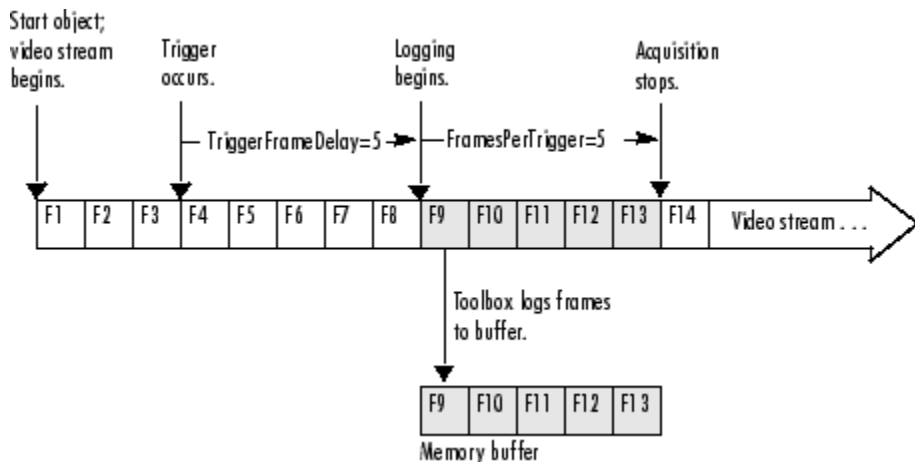 Start object;
video stream
begins.
Trigger
occurs.
Logging
begins.
Acquisition
stops.
TriggerFrameDelay=5
FramesPerTrigger=5
F1 F2 F3 F4 F5 F6 F7 F8 F9 F10 F11 F12 F13 F14 Video stream . . .
Toolbox logs frames
to buffer.
F9 F10 F11 F12 F13
Memory buffer